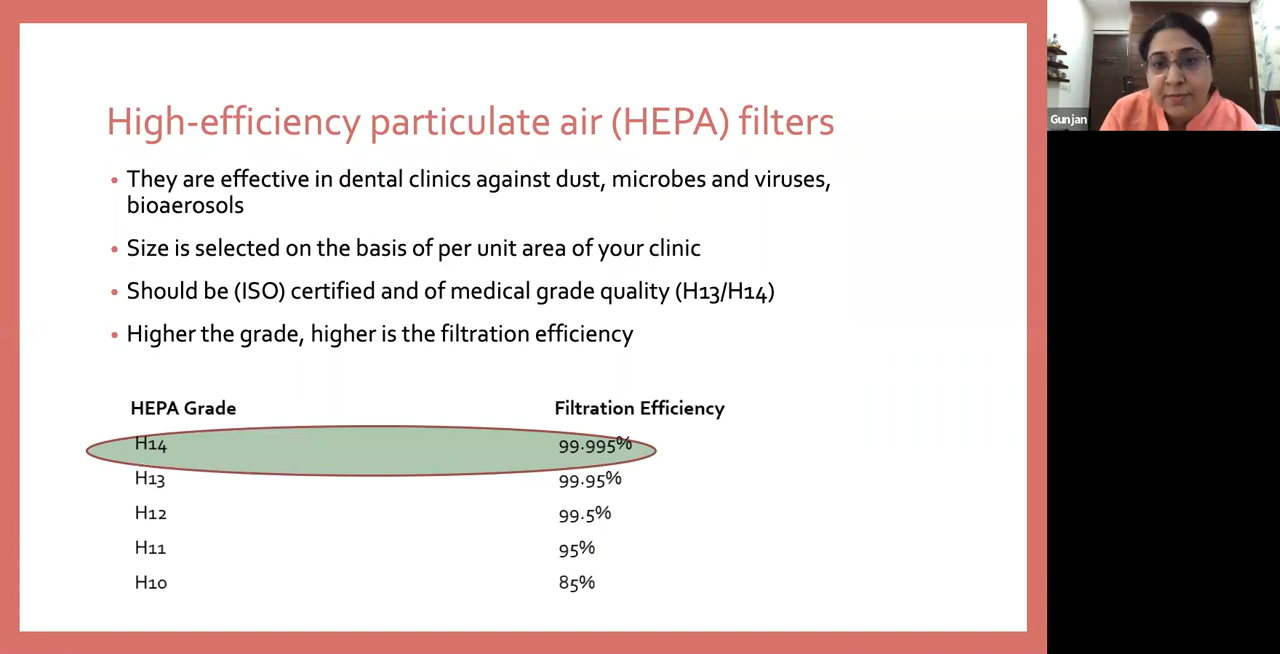 High-efficiency particulate air (HEPA) filters
• They are effective in dental clinics against dust, microbes and viruses,
bioaerosols
• Size is selected on the basis of per unit area of your clinic
• Should be (ISO) certified and of medical grade quality (H13/H14)
• Higher the grade, higher is the filtration efficiency
HEPA Grade Filtration Efficiency
H14 99.995%
H13 99.95%
H12 99.5%
H11 95%
H10 85%
Gunjan